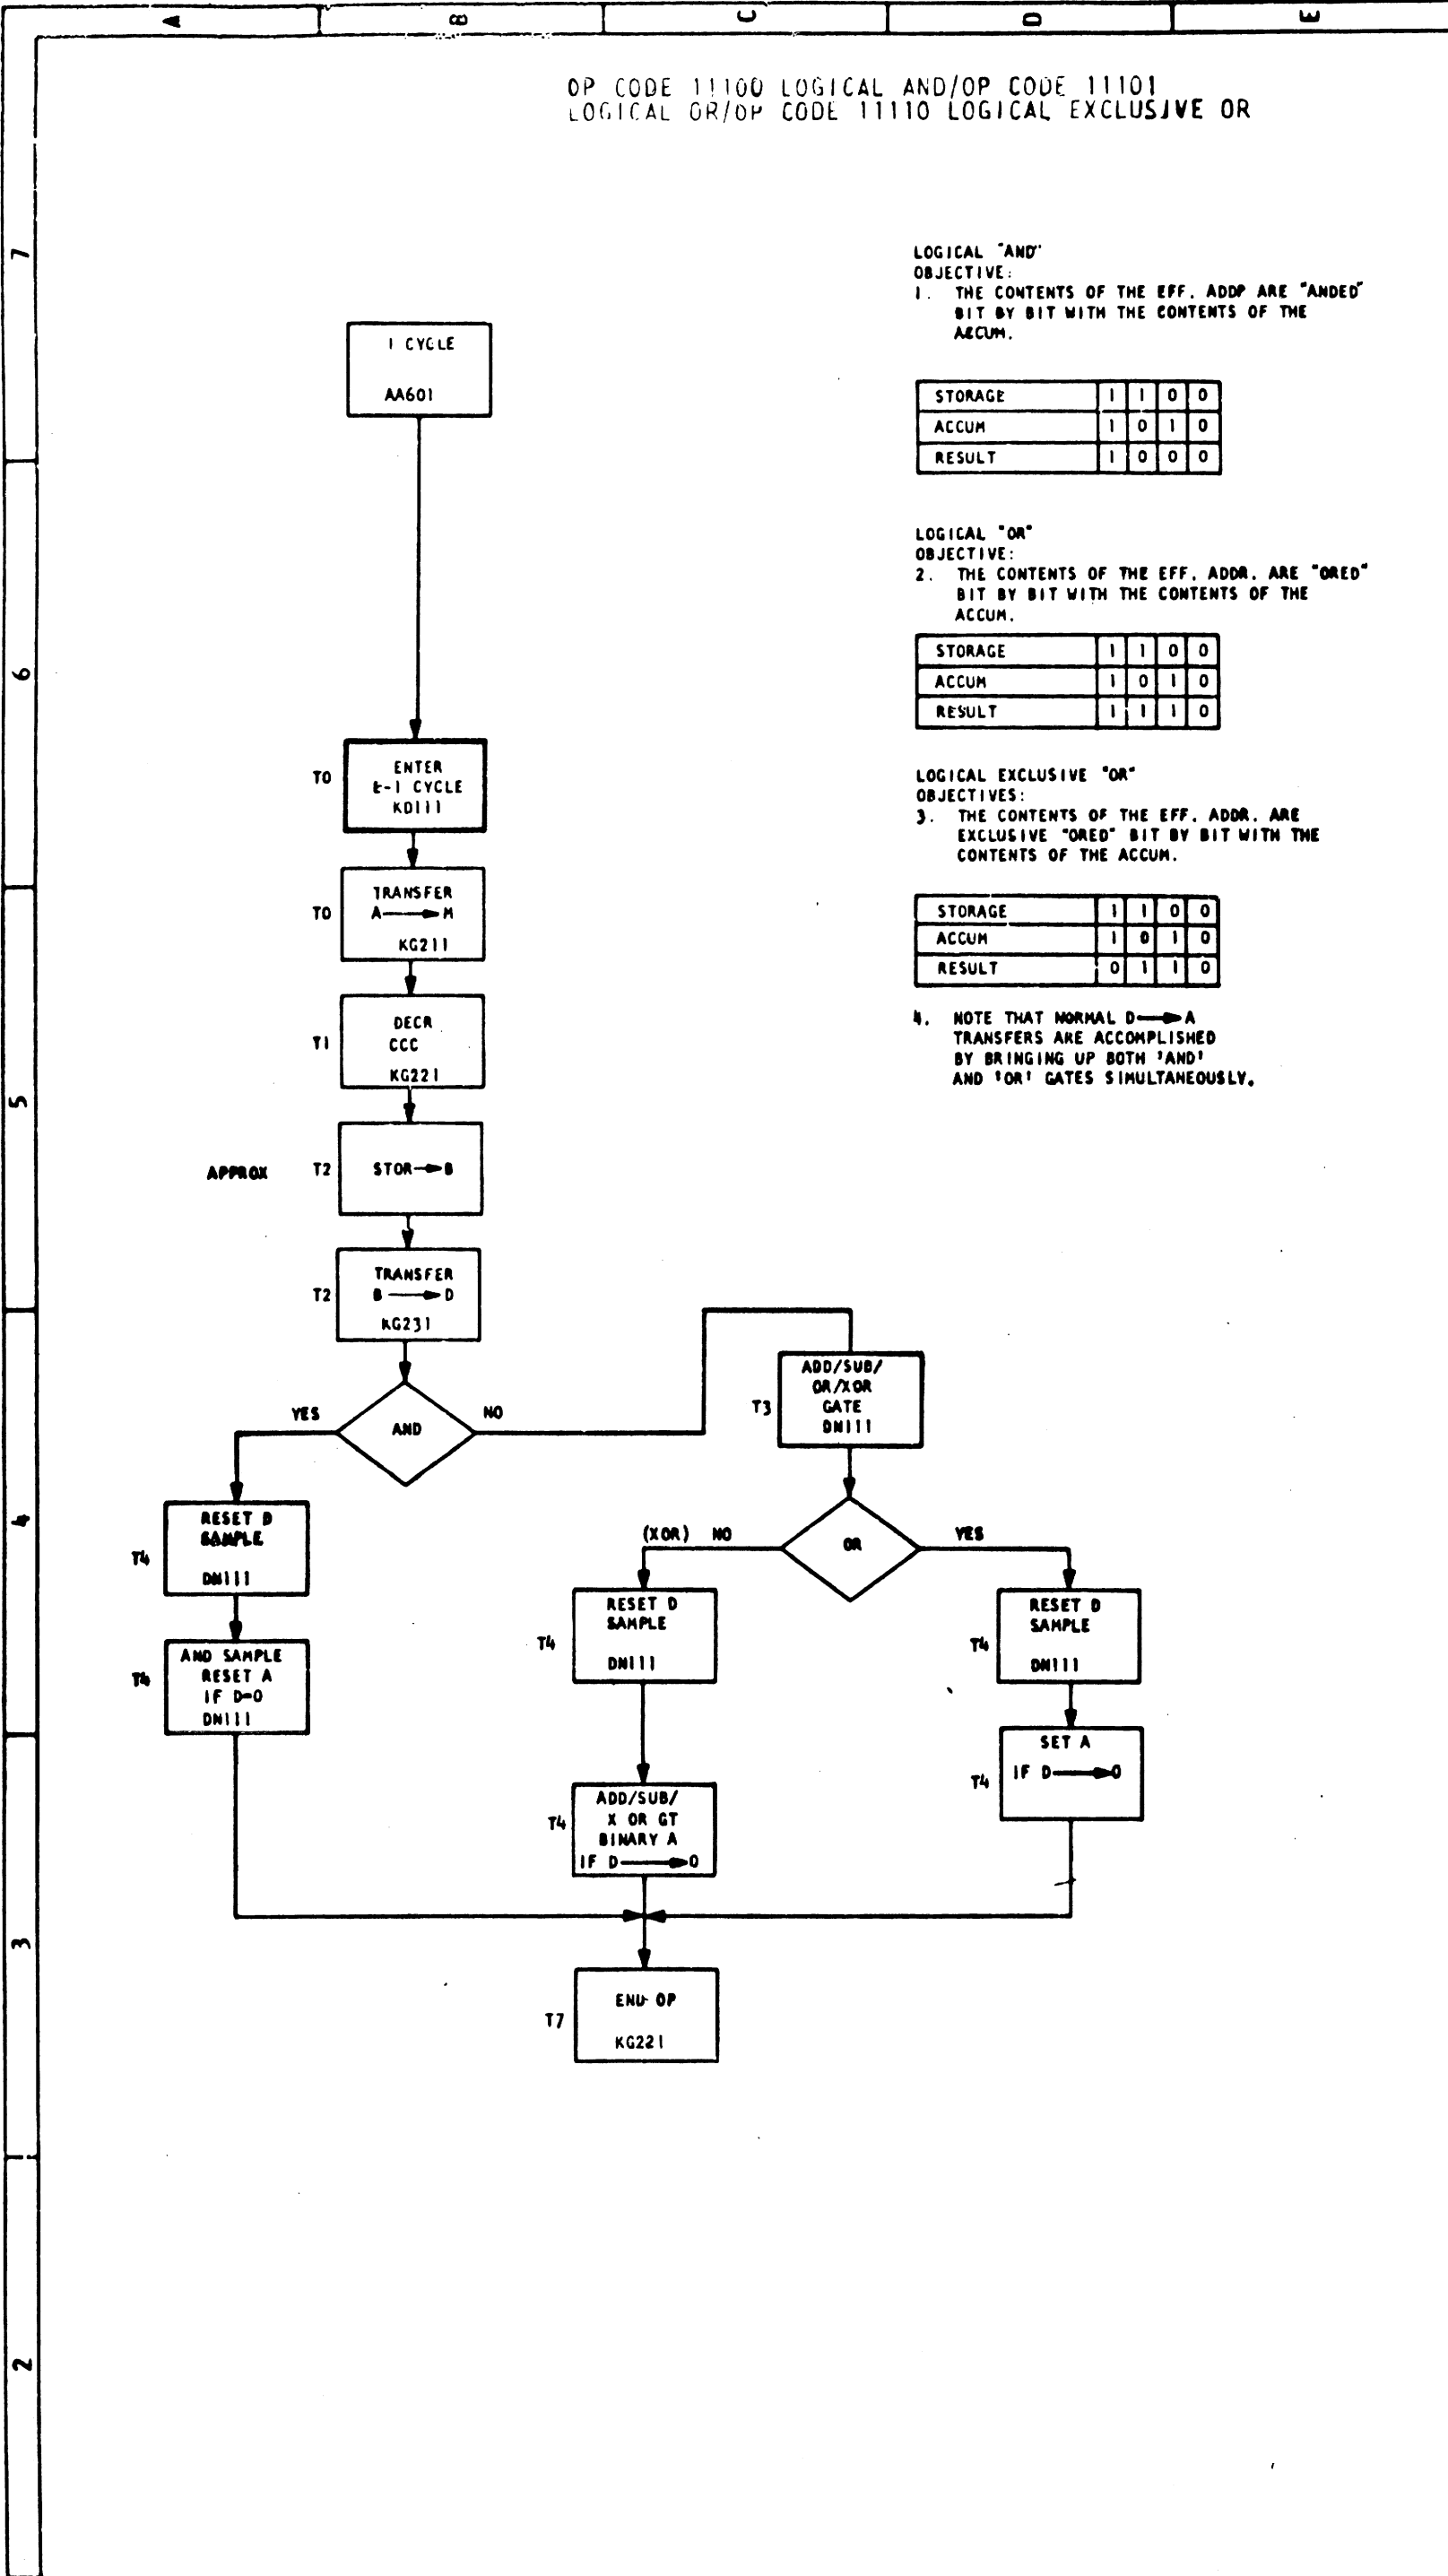 A B C D E
OP CODE 11100 LOGICAL AND/OP CODE 11101
LOGICAL OR/OP CODE 11110 LOGICAL EXCLUSIVE OR
7
6
5
4
3
2
I CYCLE
AA601
T0
ENTER
E-1 CYCLE
KD111
T0
TRANSFER
A → M
KG211
T1
DECR
CCC
KG221
APPROX T2
STOR → B
T2
TRANSFER
B → D
KG231
YES
AND
NO
T3
ADD/SUB/
OR/XOR
GATE
DN111
(XOR) NO
OR
YES
T4
RESET D
SAMPLE
DN111
T4
AND SAMPLE
RESET A
IF D=0
DN111
T4
RESET D
SAMPLE
DN111
T4
ADD/SUB/
X OR GT
BINARY A
IF D → 0
T4
RESET D
SAMPLE
DN111
T4
SET A
IF D → 0
T7
END OP
KG221
LOGICAL "AND"
OBJECTIVE:
1. THE CONTENTS OF THE EFF. ADDR ARE "ANDED"
BIT BY BIT WITH THE CONTENTS OF THE
ACCUM.
STORAGE 1 1 0 0
ACCUM 1 0 1 0
RESULT 1 0 0 0
LOGICAL "OR"
OBJECTIVE:
2. THE CONTENTS OF THE EFF. ADDR. ARE "ORED"
BIT BY BIT WITH THE CONTENTS OF THE
ACCUM.
STORAGE 1 1 0 0
ACCUM 1 0 1 0
RESULT 1 1 1 0
LOGICAL EXCLUSIVE "OR"
OBJECTIVES:
3. THE CONTENTS OF THE EFF. ADDR. ARE
EXCLUSIVE "ORED" BIT BY BIT WITH THE
CONTENTS OF THE ACCUM.
STORAGE 1 1 0 0
ACCUM 1 0 1 0
RESULT 0 1 1 0
4. NOTE THAT NORMAL D → A
TRANSFERS ARE ACCOMPLISHED
BY BRINGING UP BOTH 'AND'
AND 'OR' GATES SIMULTANEOUSLY.